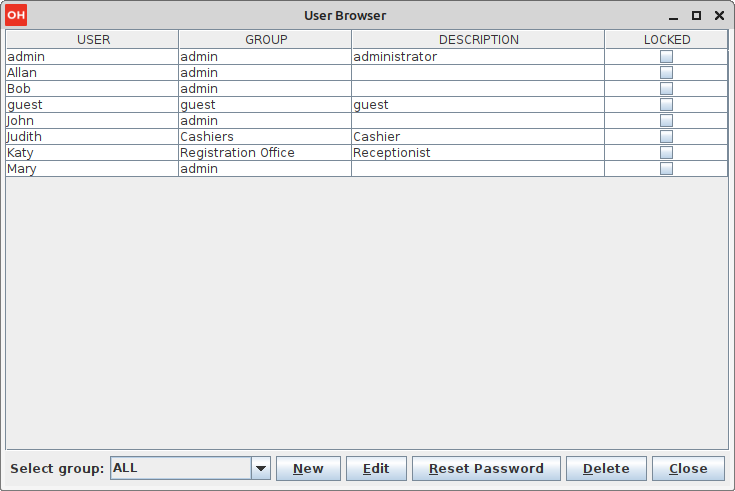 OH User Browser
USER GROUP DESCRIPTION LOCKED
admin admin administrator
Allan admin
Bob admin
guest guest guest
John admin
Judith Cashiers Cashier
Katy Registration Office Receptionist
Mary admin
Select group: ALL New Edit Reset Password Delete Close